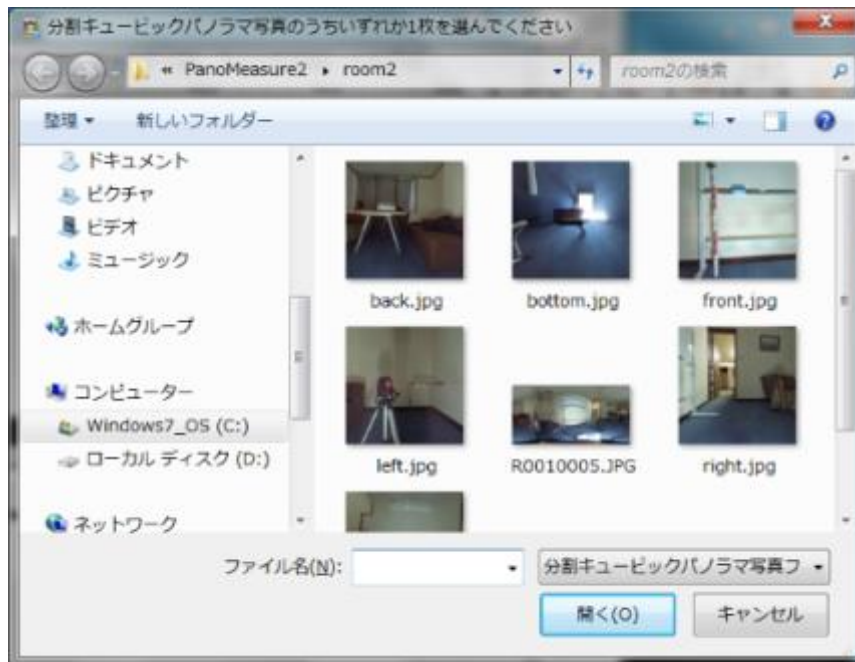 分割キュービックパノラマ写真のうちいずれか1枚を選んでください
« PanoMeasure2 ▸ room2
room2の検索
整理 新しいフォルダー
ドキュメント
ピクチャ
ビデオ
ミュージック
ホームグループ
コンピューター
Windows7_OS (C:)
ローカル ディスク (D:)
ネットワーク
back.jpg bottom.jpg front.jpg
left.jpg R0010005.JPG right.jpg
ファイル名(N): 分割キュービックパノラマ写真フ
開く(O) キャンセル